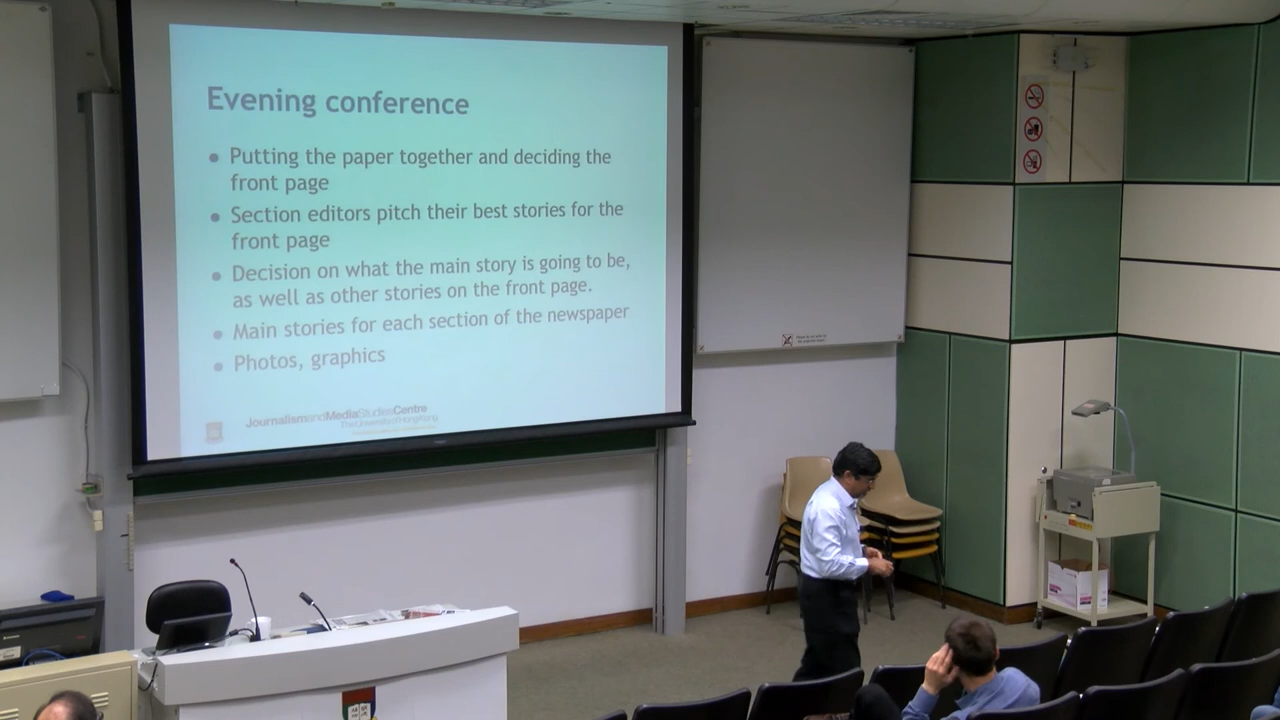 Evening conference
• Putting the paper together and deciding the
front page
• Section editors pitch their best stories for the
front page
• Decision on what the main story is going to be,
as well as other stories on the front page.
• Main stories for each section of the newspaper
• Photos, graphics
JournalismandMediaStudiesCentre
TheUniversityofHongKong